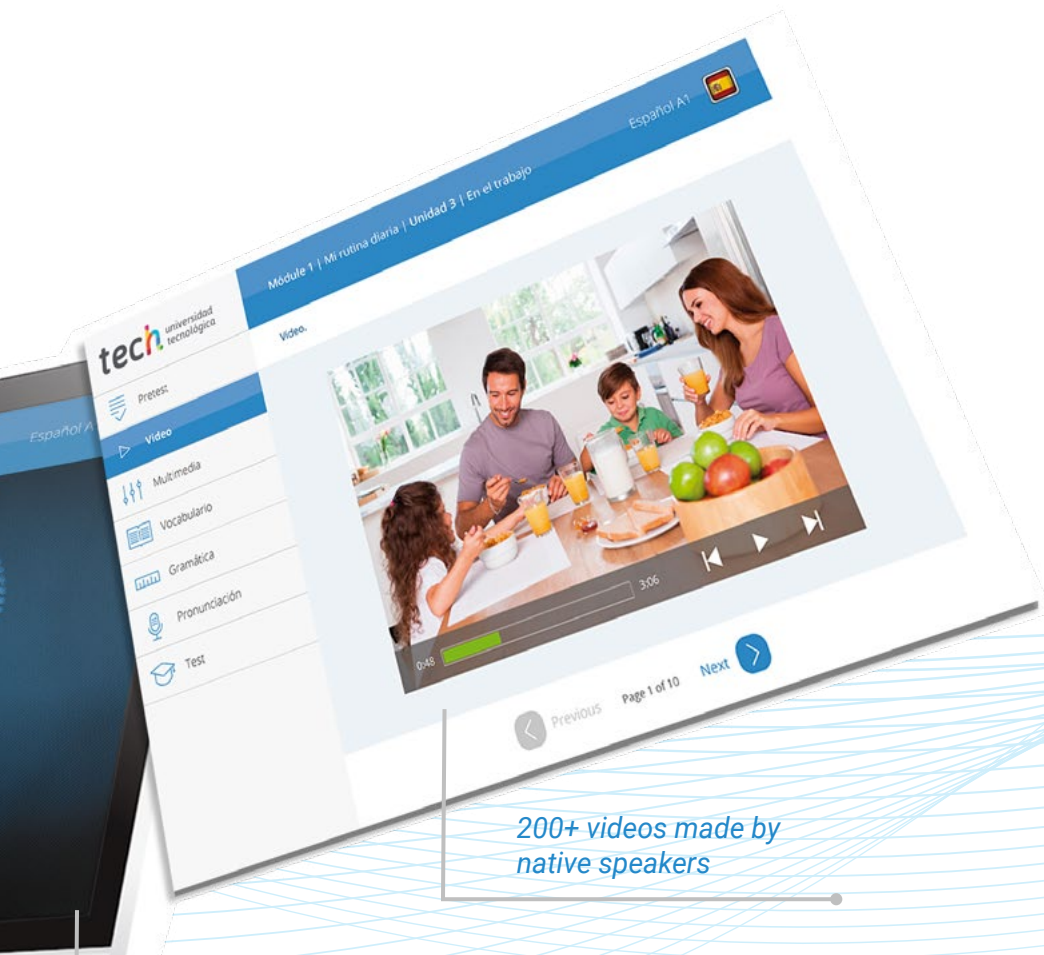 Español A1
Módule 1 | Mi rutina diaria | Unidad 3 | En el trabajo
tech universidad
tecnológica
Video.
Pretest
Video
Multimedia
Vocabulario
Gramática
Pronunciación
Test
Español A
0:48
3:06
Previous
Page 1 of 10
Next
200+ videos made by
native speakers